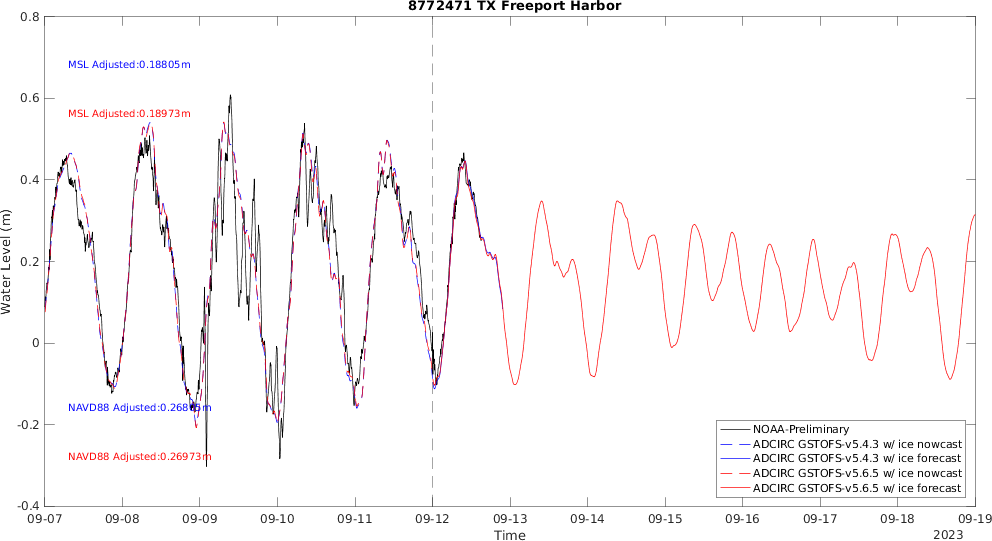 8772471 TX Freeport Harbor
0.8
0.6
0.4
0.2
0
-0.2
-0.4
Water Level (m)
MSL Adjusted:0.18805m
MSL Adjusted:0.18973m
NAVD88 Adjusted:0.26805m
NAVD88 Adjusted:0.26973m
NOAA-Preliminary
ADCIRC GSTOFS-v5.4.3 w/ ice nowcast
ADCIRC GSTOFS-v5.4.3 w/ ice forecast
ADCIRC GSTOFS-v5.6.5 w/ ice nowcast
ADCIRC GSTOFS-v5.6.5 w/ ice forecast
09-07 09-08 09-09 09-10 09-11 09-12 09-13 09-14 09-15 09-16 09-17 09-18 09-19
Time
2023